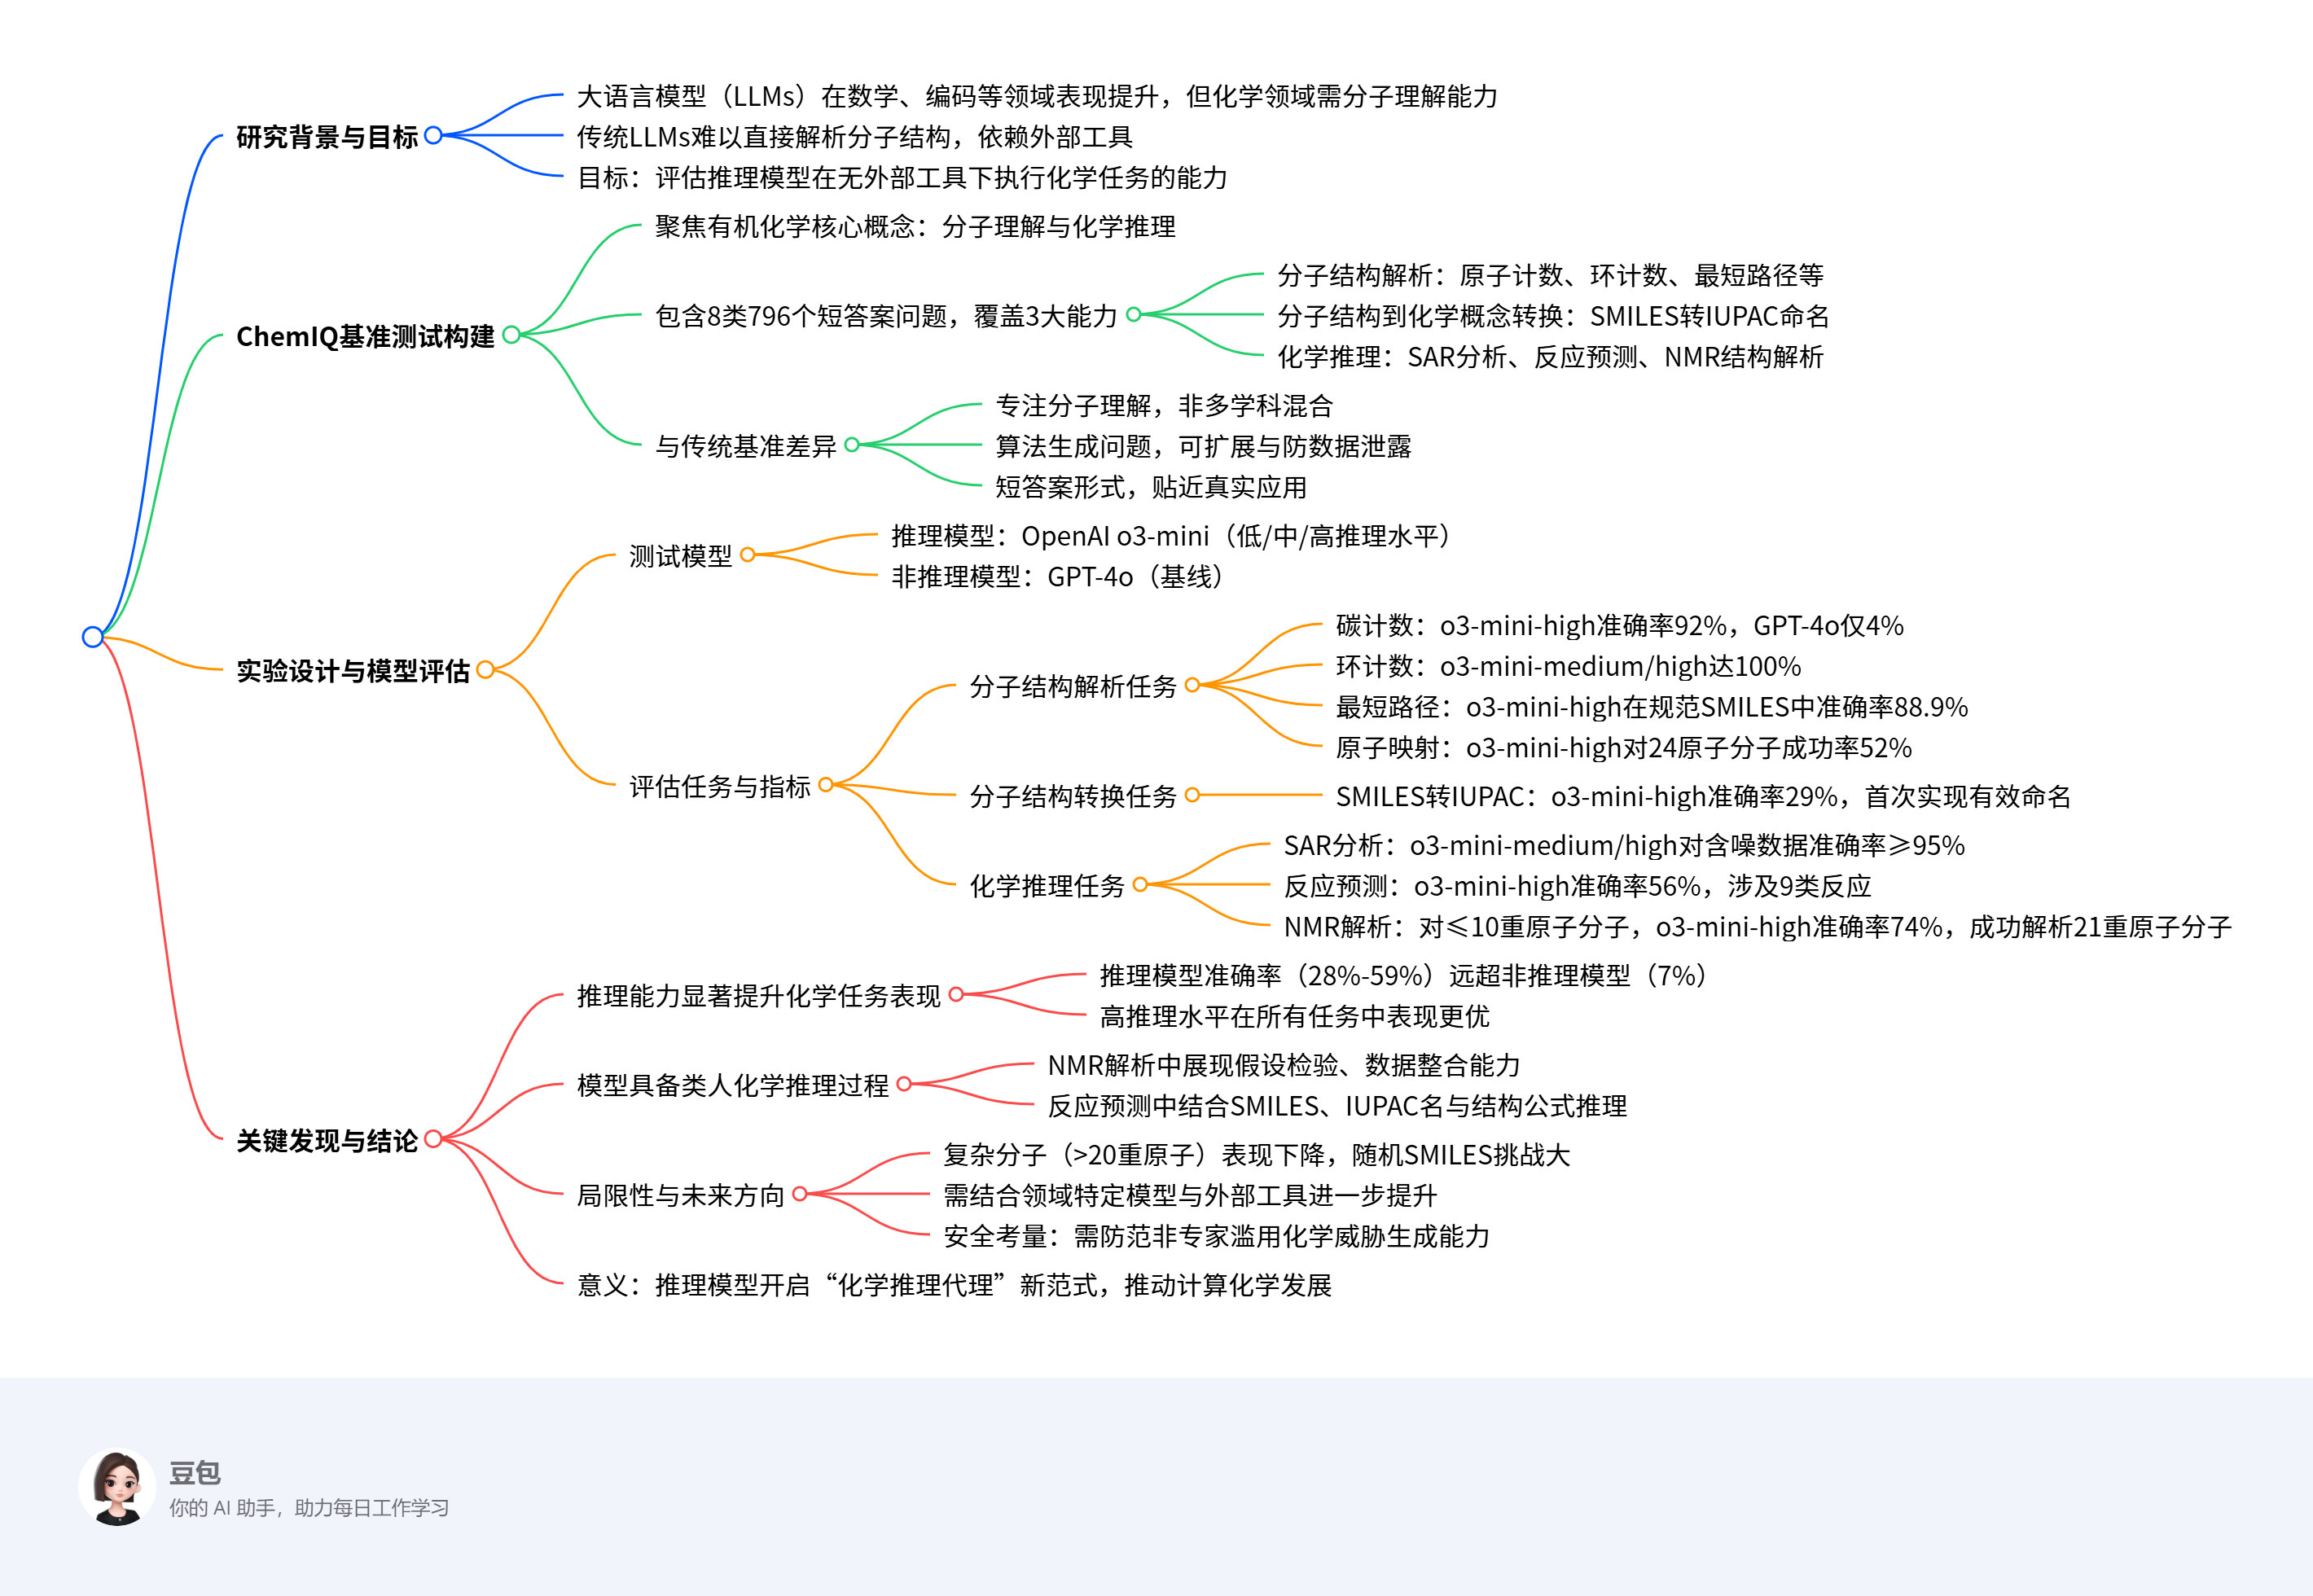 研究背景与目标
大语言模型（LLMs）在数学、编码等领域表现提升，但化学领域需分子理解能力
传统LLMs难以直接解析分子结构，依赖外部工具
目标：评估推理模型在无外部工具下执行化学任务的能力
ChemIQ基准测试构建
聚焦有机化学核心概念：分子理解与化学推理
包含8类796个短答案问题，覆盖3大能力
分子结构解析：原子计数、环计数、最短路径等
分子结构到化学概念转换：SMILES转IUPAC命名
化学推理：SAR分析、反应预测、NMR结构解析
与传统基准差异
专注分子理解，非多学科混合
算法生成问题，可扩展与防数据泄露
短答案形式，贴近真实应用
实验设计与模型评估
测试模型
推理模型：OpenAI o3-mini（低/中/高推理水平）
非推理模型：GPT-4o（基线）
评估任务与指标
分子结构解析任务
碳计数：o3-mini-high准确率92%，GPT-4o仅4%
环计数：o3-mini-medium/high达100%
最短路径：o3-mini-high在规范SMILES中准确率88.9%
原子映射：o3-mini-high对24原子分子成功率52%
分子结构转换任务
SMILES转IUPAC：o3-mini-high准确率29%，首次实现有效命名
化学推理任务
SAR分析：o3-mini-medium/high对含噪数据准确率≥95%
反应预测：o3-mini-high准确率56%，涉及9类反应
NMR解析：对≤10重原子分子，o3-mini-high准确率74%，成功解析21重原子分子
关键发现与结论
推理能力显著提升化学任务表现
推理模型准确率（28%-59%）远超非推理模型（7%）
高推理水平在所有任务中表现更优
模型具备类人化学推理过程
NMR解析中展现假设检验、数据整合能力
反应预测中结合SMILES、IUPAC名与结构公式推理
局限性与未来方向
复杂分子（>20重原子）表现下降，随机SMILES挑战大
需结合领域特定模型与外部工具进一步提升
安全考量：需防范非专家滥用化学威胁生成能力
意义：推理模型开启“化学推理代理”新范式，推动计算化学发展
豆包
你的 AI 助手，助力每日工作学习